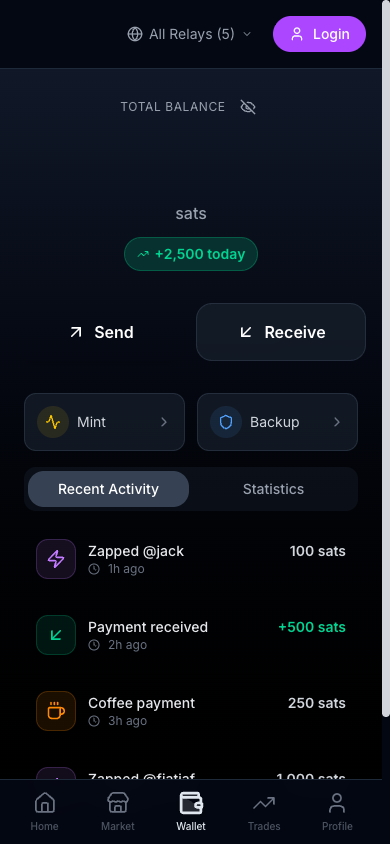 All Relays (5)
Login
TOTAL BALANCE
sats
+2,500 today
Send
Receive
Mint
Backup
Recent Activity
Statistics
Zapped @jack
100 sats
1h ago
Payment received
+500 sats
2h ago
Coffee payment
250 sats
3h ago
Zapped @fiatjaf
1,000 sats
Home
Market
Wallet
Trades
Profile